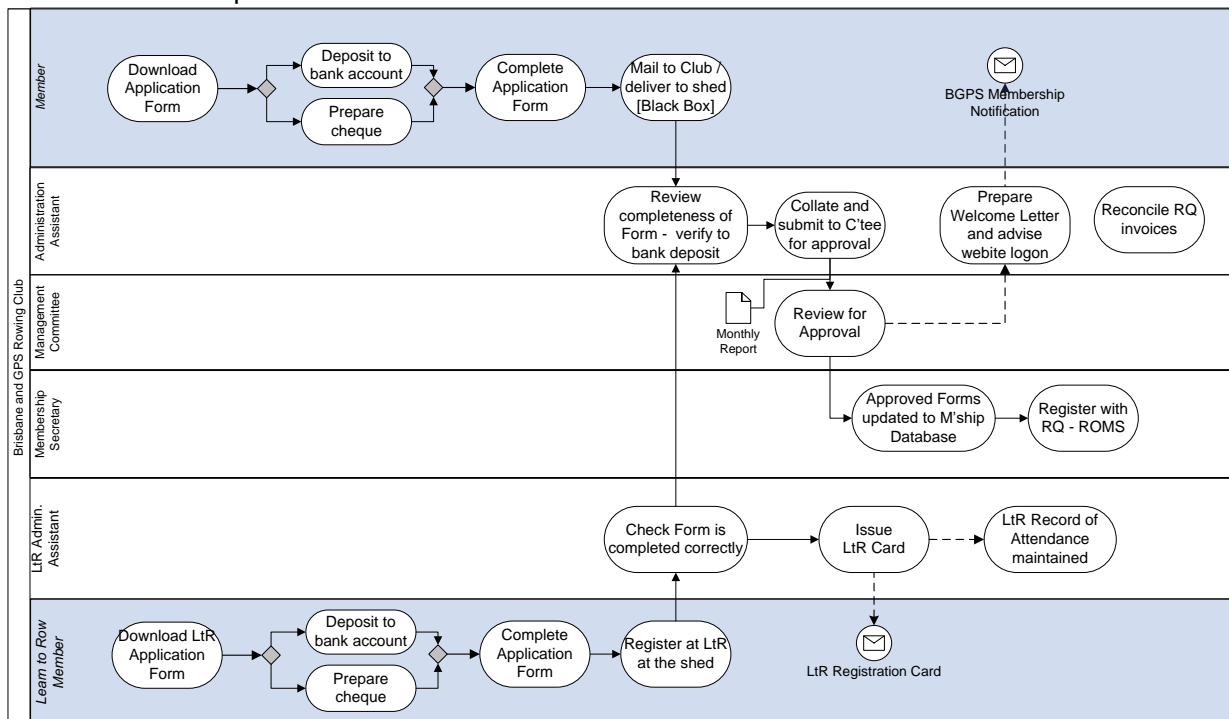 Brisbane and GPS Rowing Club
Member
Download
Application
Form
Deposit to
bank account
Prepare
cheque
Complete
Application
Form
Mail to Club /
deliver to shed
[Black Box]
BGPS Membership
Notification
Administration
Assistant
Review
completeness of
Form - verify to
bank deposit
Collate and
submit to C'tee
for approval
Prepare
Welcome Letter
and advise
webite logon
Reconcile RQ
invoices
Management
Committee
Monthly
Report
Review for
Approval
Membership
Secretary
Approved Forms
updated to M'ship
Database
Register with
RQ - ROMS
LtR Admin.
Assistant
Check Form is
completed correctly
Issue
LtR Card
LtR Record of
Attendance
maintained
Learn to Row
Member
Download LtR
Application
Form
Deposit to
bank account
Prepare
cheque
Complete
Application
Form
Register at LtR
at the shed
LtR Registration Card